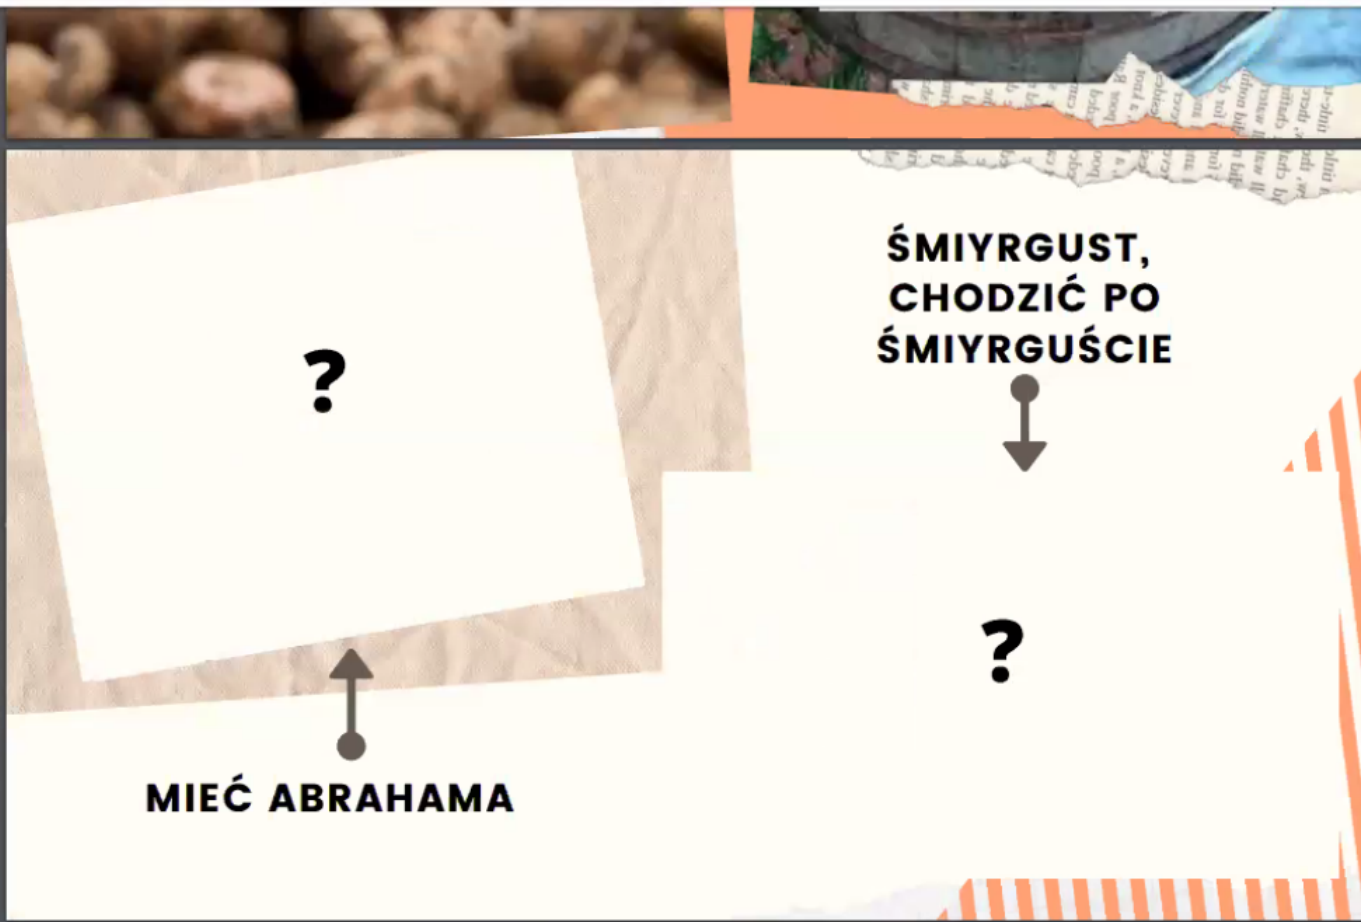 ?
ŚMIYRGUST,
CHODZIĆ PO
ŚMIYRGUŚCIE
?
MIEĆ ABRAHAMA